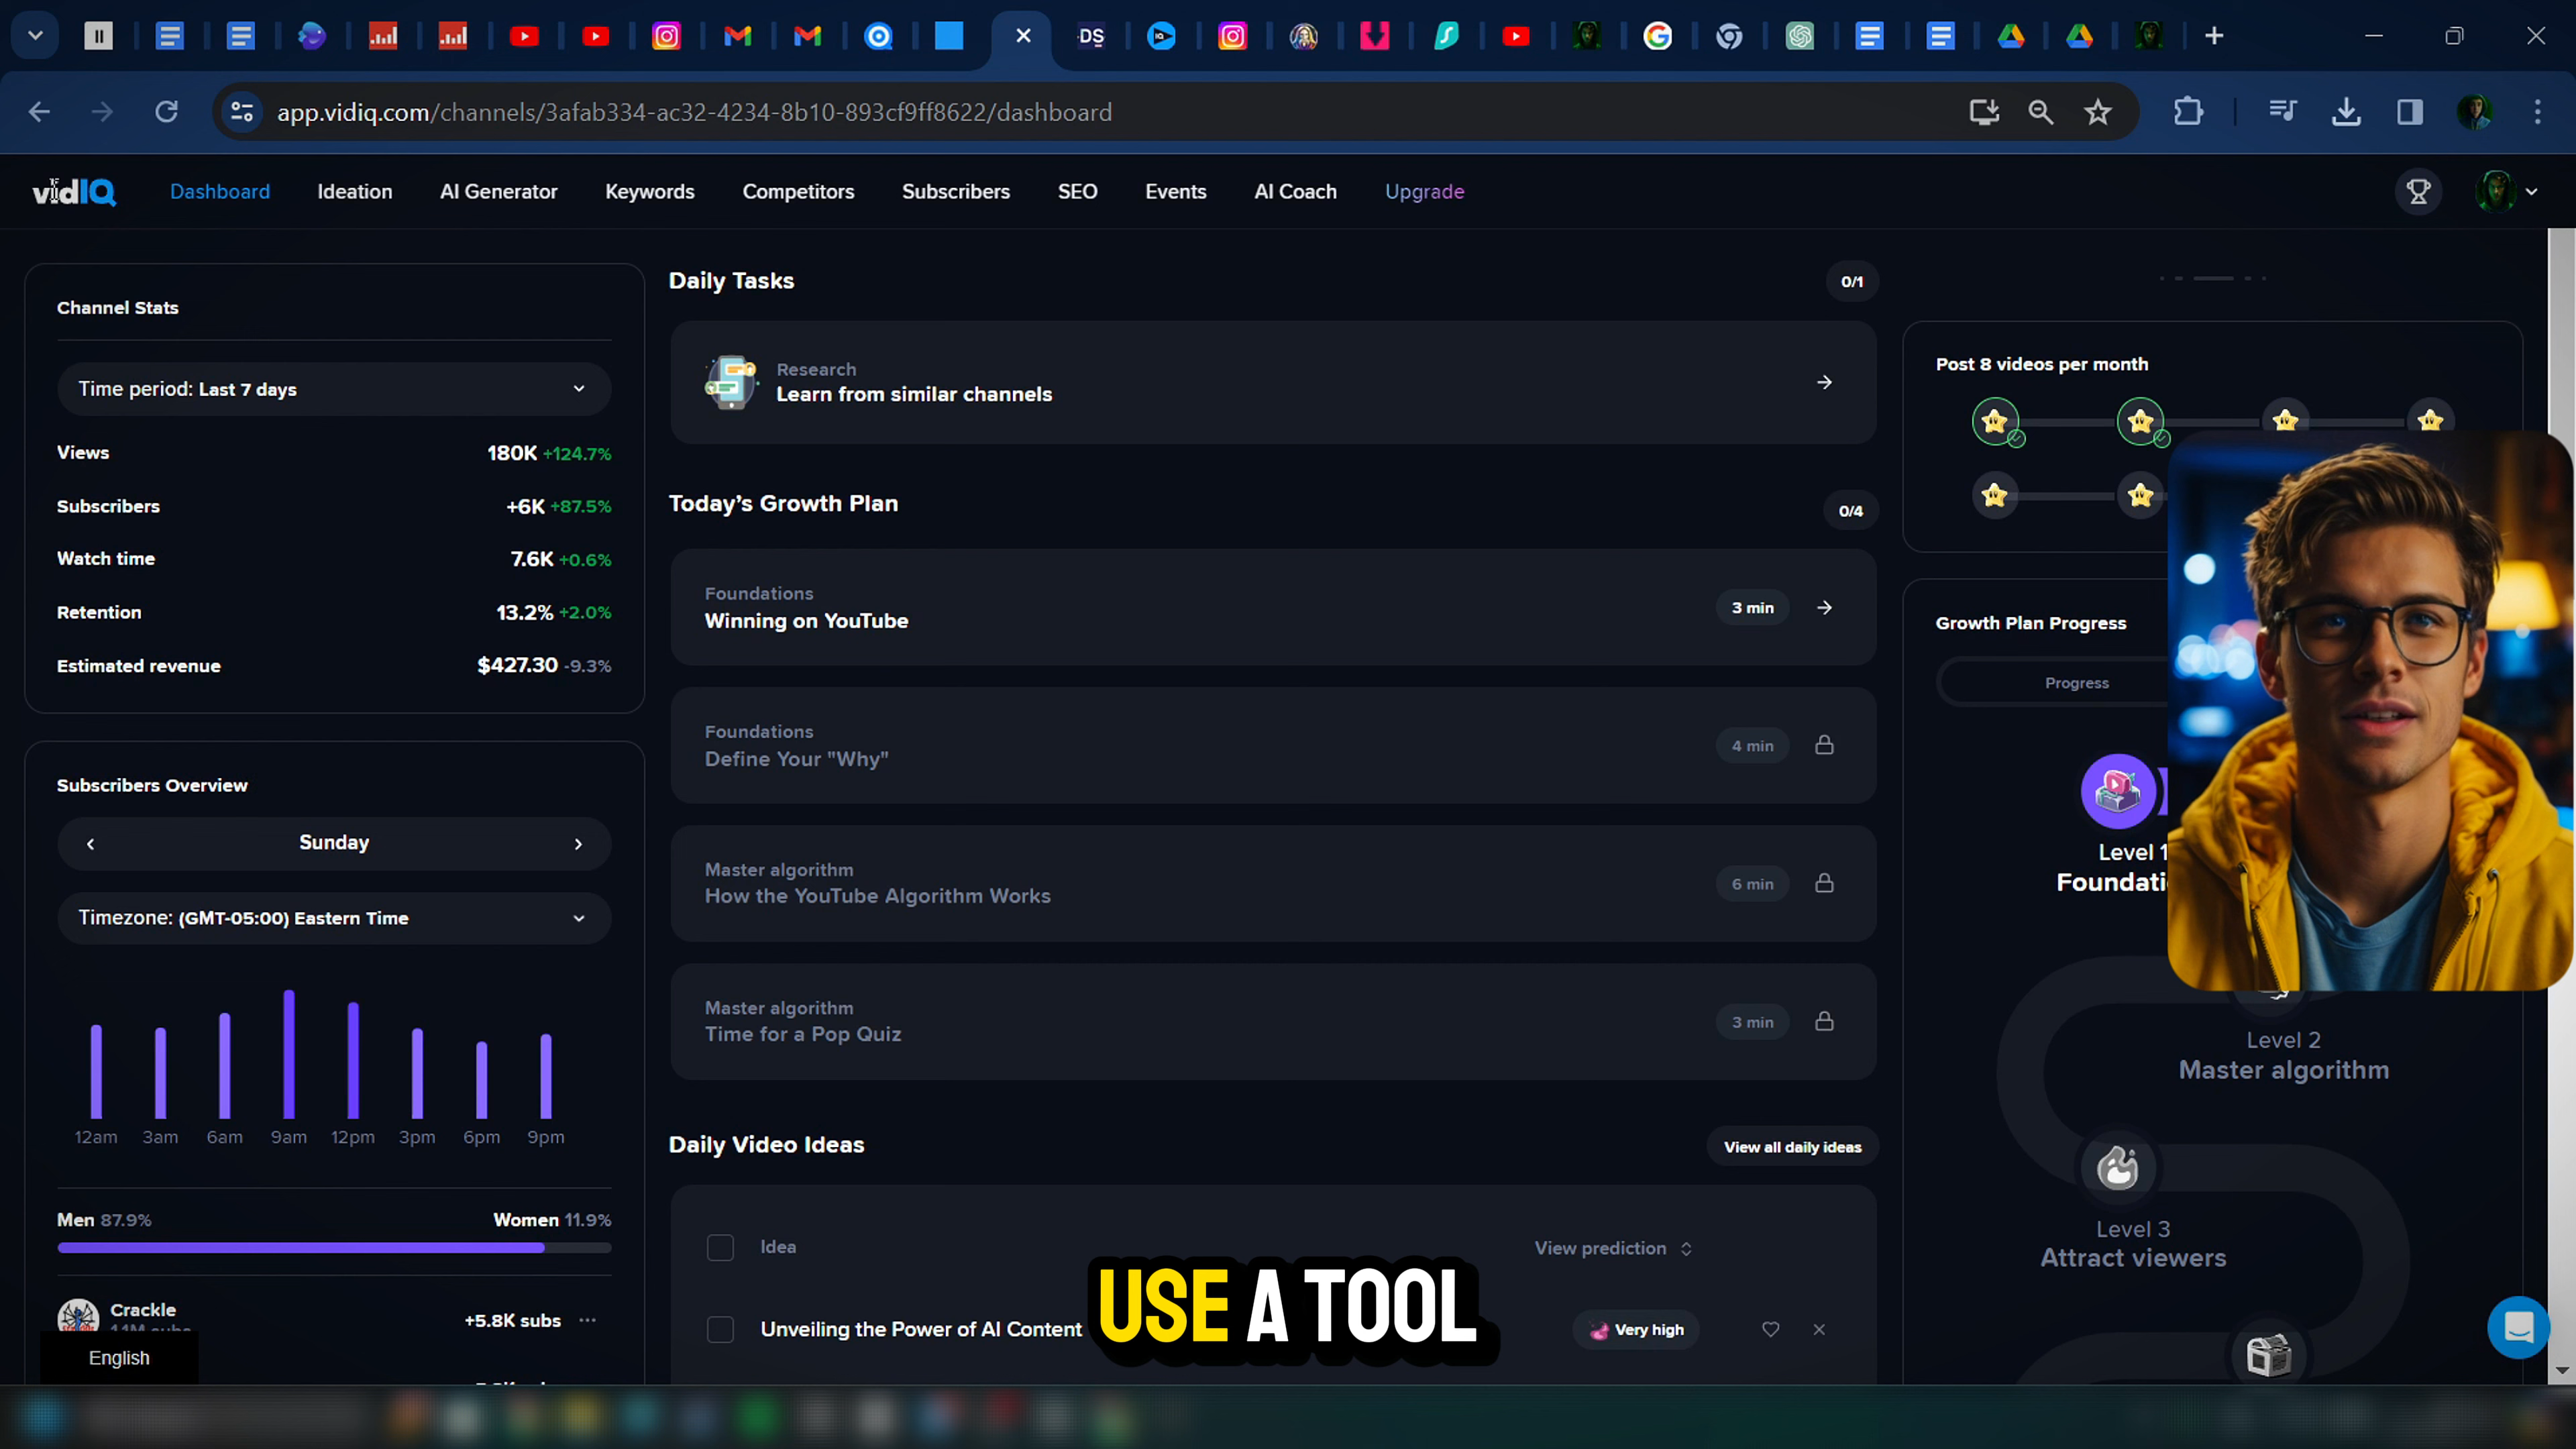 app.vidiq.com/channels/3afab334-ac32-4234-8b10-893cf9ff8622/dashboard
vidIQ
Dashboard
Ideation
AI Generator
Keywords
Competitors
Subscribers
SEO
Events
AI Coach
Upgrade
Channel Stats
Time period: Last 7 days
Views 180K +124.7%
Subscribers +6K +87.5%
Watch time 7.6K +0.6%
Retention 13.2% +2.0%
Estimated revenue $427.30 -9.3%
Subscribers Overview
Sunday
Timezone: (GMT-05:00) Eastern Time
12am 3am 6am 9am 12pm 3pm 6pm 9pm
Men 87.9% Women 11.9%
Crackle +5.8K subs
English
Daily Tasks 0/1
Research
Learn from similar channels
Today's Growth Plan 0/4
Foundations
Winning on YouTube 3 min
Foundations
Define Your "Why" 4 min
Master algorithm
How the YouTube Algorithm Works 6 min
Master algorithm
Time for a Pop Quiz 3 min
Daily Video Ideas View all daily ideas
Idea View prediction
Unveiling the Power of AI Content Very high
USE A TOOL
Post 8 videos per month
Growth Plan Progress
Progress
Level 1
Level 2
Master algorithm
Level 3
Attract viewers
DS